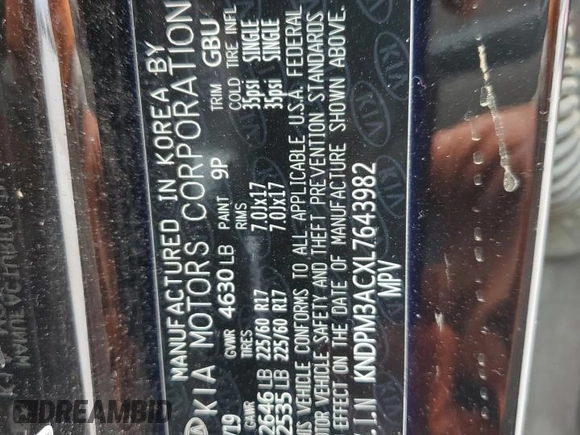 MANUFACTURED IN KOREA BY
KIA MOTORS CORPORATION
GVWR 4630 LB PAINT 9P TRIM GBU
GAWR TIRES RIMS COLD TIRE INFL
2646 LB 225/60 R17 7.0Jx17 35psi SINGLE
2535 LB 225/60 R17 7.0Jx17 35psi SINGLE
VEHICLE CONFORMS TO ALL APPLICABLE U.S.A. FEDERAL
VEHICLE SAFETY AND THEFT PREVENTION STANDARDS
EFFECT ON THE DATE OF MANUFACTURE SHOWN ABOVE.
V.I.N KNDPM3ACXL7643982
MPV
KIA
DREAMBID